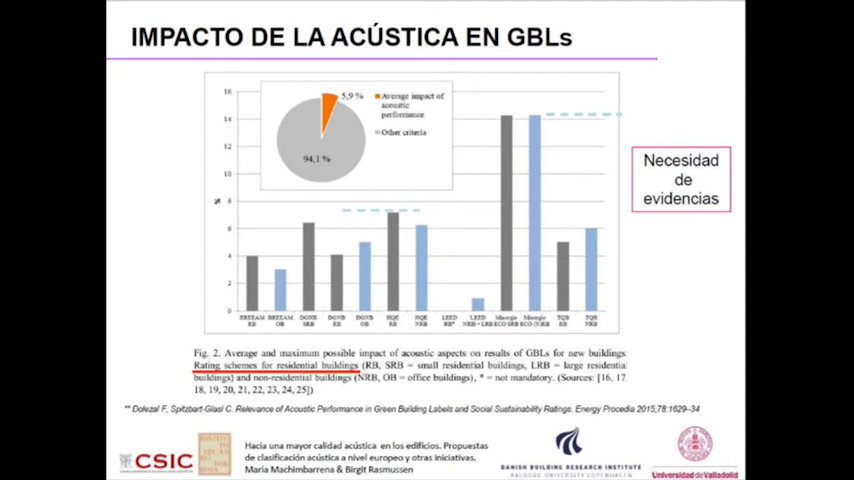 IMPACTO DE LA ACÚSTICA EN GBLs
16
14
12
10
8
6
4
2
0
%
5,9 %
94,1 %
Average impact of
acoustic
performance
Other criteria
BREEAM
RB
BREEAM
OB
DGNB
SRB
DGNB
RB
DGNB
OB
HQE
RB
HQE
NRB
LEED
RB*
LEED
NRB + LRB
Minergie
ECO SRB
Minergie
ECO (N)RB
TQB
RB
TQB
NRB
Necesidad
de
evidencias
Fig. 2. Average and maximum possible impact of acoustic aspects on results of GBLs for new buildings:
Rating schemes for residential buildings (RB, SRB = small residential buildings, LRB = large residential
buildings) and non-residential buildings (NRB, OB = office buildings), * = not mandatory. (Sources: [16, 17
18, 19, 20, 21, 22, 23, 24, 25])
** Dolezal F, Spitzbart-Glasl C. Relevance of Acoustic Performance in Green Building Labels and Social Sustainability Ratings. Energy Procedia 2015,78:1629–34
CSIC
Hacia una mayor calidad acústica en los edificios. Propuestas
de clasificación acústica a nivel europeo y otras iniciativas.
María Machimbarrena & Birgit Rasmussen
DANISH BUILDING RESEARCH INSTITUTE
AALBORG UNIVERSITY COPENHAGEN
Universidad de Valladolid